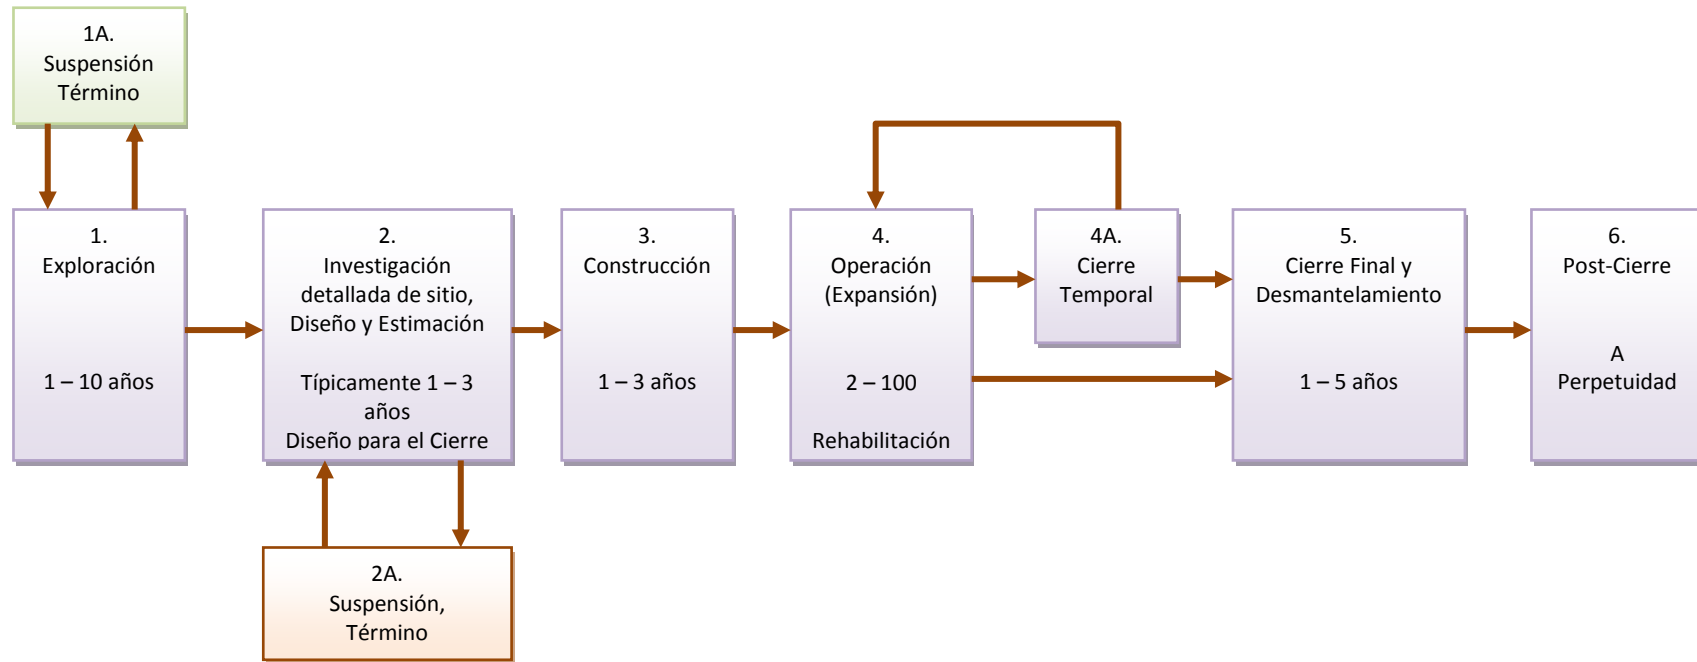 1A.
Suspensión
Término
1.
Exploración
1 – 10 años
2.
Investigación
detallada de sitio,
Diseño y Estimación
Típicamente 1 – 3
años
Diseño para el Cierre
2A.
Suspensión,
Término
3.
Construcción
1 – 3 años
4.
Operación
(Expansión)
2 – 100
Rehabilitación
4A.
Cierre
Temporal
5.
Cierre Final y
Desmantelamiento
1 – 5 años
6.
Post-Cierre
A
Perpetuidad